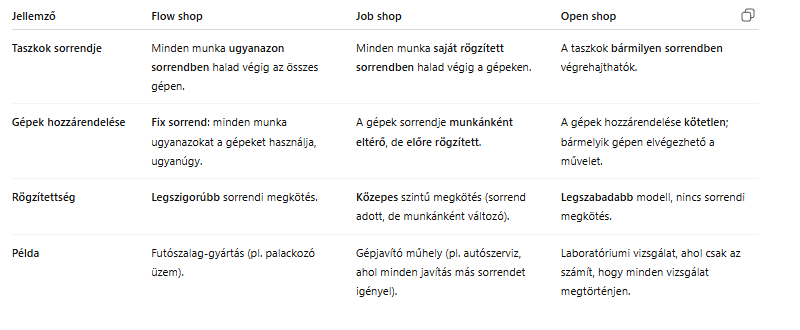 Jellemző Flow shop Job shop Open shop
Taszkok sorrendje Minden munka ugyanazon Minden munka saját rögzített A taszkok bármilyen sorrendben
sorrendben halad végig az összes sorrendben halad végig a gépeken. végrehajthatók.
gépen.
Gépek hozzárendelése Fix sorrend: minden munka A gépek sorrendje munkánként A gépek hozzárendelése kötetlen;
ugyanazokat a gépeket használja, eltérő, de előre rögzített. bármelyik gépen elvégezhető a
ugyanúgy. művelet.
Rögzítettség Legszigorúbb sorrendi megkötés. Közepes szintű megkötés (sorrend Legszabadabb modell, nincs sorrendi
adott, de munkánként változó). megkötés.
Példa Futószalag-gyártás (pl. palackozó Gépjavító műhely (pl. autószerviz, Laboratóriumi vizsgálat, ahol csak az
üzem). ahol minden javítás más sorrendet számít, hogy minden vizsgálat
igényel). megtörténjen.